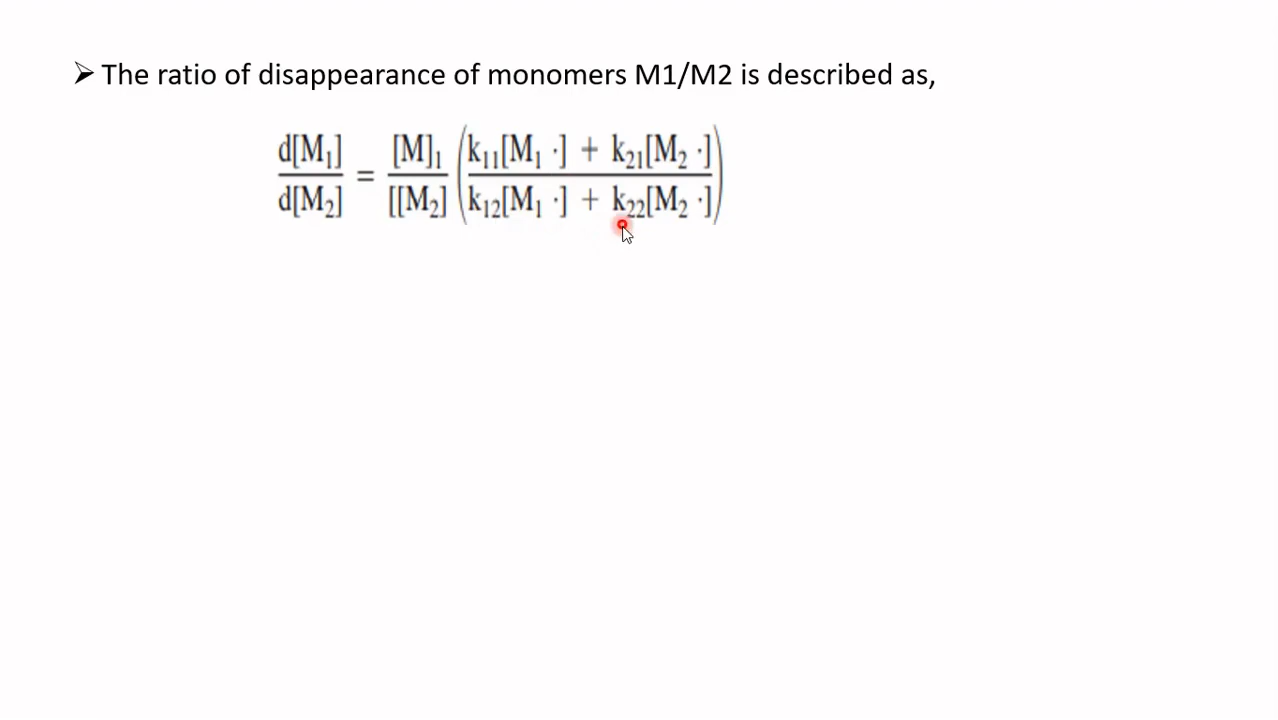 ➢ The ratio of disappearance of monomers M1/M2 is described as,
d[M₁]/d[M₂] = [M]₁/[[M₂] (k₁₁[M₁ ·] + k₂₁[M₂ ·] / k₁₂[M₁ ·] + k₂₂[M₂ ·])